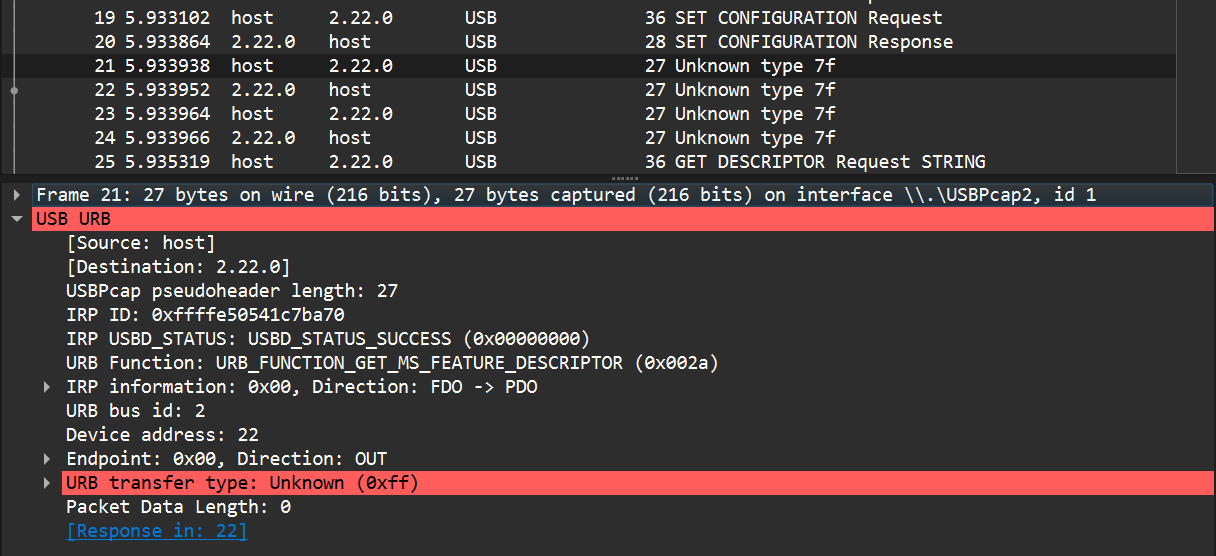 19 5.933102 host 2.22.0 USB 36 SET CONFIGURATION Request
20 5.933864 2.22.0 host USB 28 SET CONFIGURATION Response
21 5.933938 host 2.22.0 USB 27 Unknown type 7f
22 5.933952 2.22.0 host USB 27 Unknown type 7f
23 5.933964 host 2.22.0 USB 27 Unknown type 7f
24 5.933966 2.22.0 host USB 27 Unknown type 7f
25 5.935319 host 2.22.0 USB 36 GET DESCRIPTOR Request STRING
Frame 21: 27 bytes on wire (216 bits), 27 bytes captured (216 bits) on interface \\.\USBPcap2, id 1
USB URB
[Source: host]
[Destination: 2.22.0]
USBPcap pseudoheader length: 27
IRP ID: 0xffffe50541c7ba70
IRP USBD_STATUS: USBD_STATUS_SUCCESS (0x00000000)
URB Function: URB_FUNCTION_GET_MS_FEATURE_DESCRIPTOR (0x002a)
IRP information: 0x00, Direction: FDO -> PDO
URB bus id: 2
Device address: 22
Endpoint: 0x00, Direction: OUT
URB transfer type: Unknown (0xff)
Packet Data Length: 0
[Response in: 22]